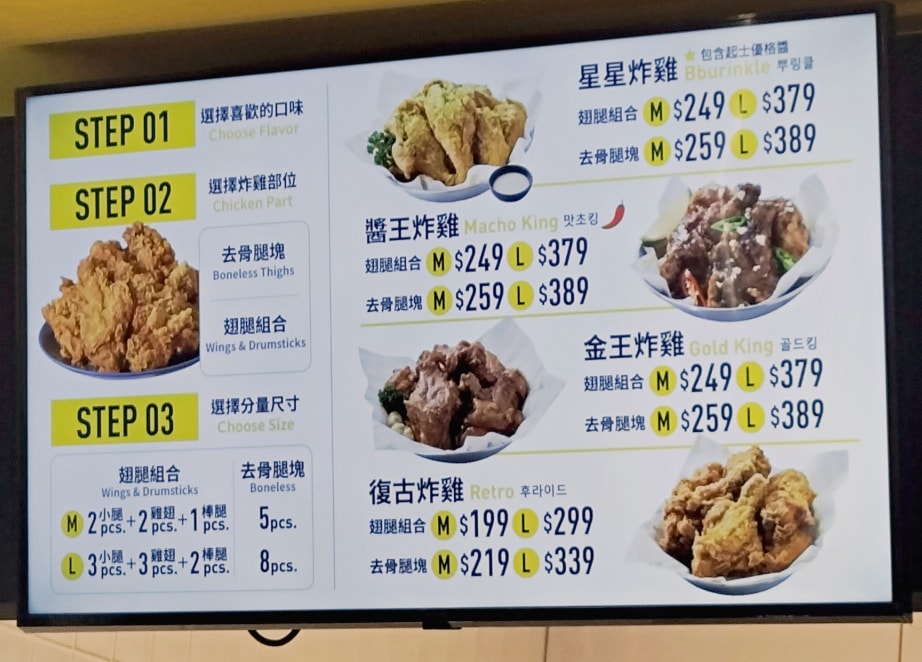 STEP 01
選擇喜歡的口味
Choose Flavor
STEP 02
選擇炸雞部位
Chicken Part
去骨腿塊
Boneless Thighs
翅腿組合
Wings & Drumsticks
STEP 03
選擇分量尺寸
Choose Size
翅腿組合
Wings & Drumsticks
去骨腿塊
Boneless
M 2小腿pcs.+2雞翅pcs.+1棒腿pcs. 5pcs.
L 3小腿pcs.+3雞翅pcs.+2棒腿pcs. 8pcs.
★ 包含起士優格醬
星星炸雞 Bburinkle 뿌링클
翅腿組合 M $249 L $379
去骨腿塊 M $259 L $389
醬王炸雞 Macho King 맛초킹
翅腿組合 M $249 L $379
去骨腿塊 M $259 L $389
金王炸雞 Gold King 골드킹
翅腿組合 M $249 L $379
去骨腿塊 M $259 L $389
復古炸雞 Retro 후라이드
翅腿組合 M $199 L $299
去骨腿塊 M $219 L $339